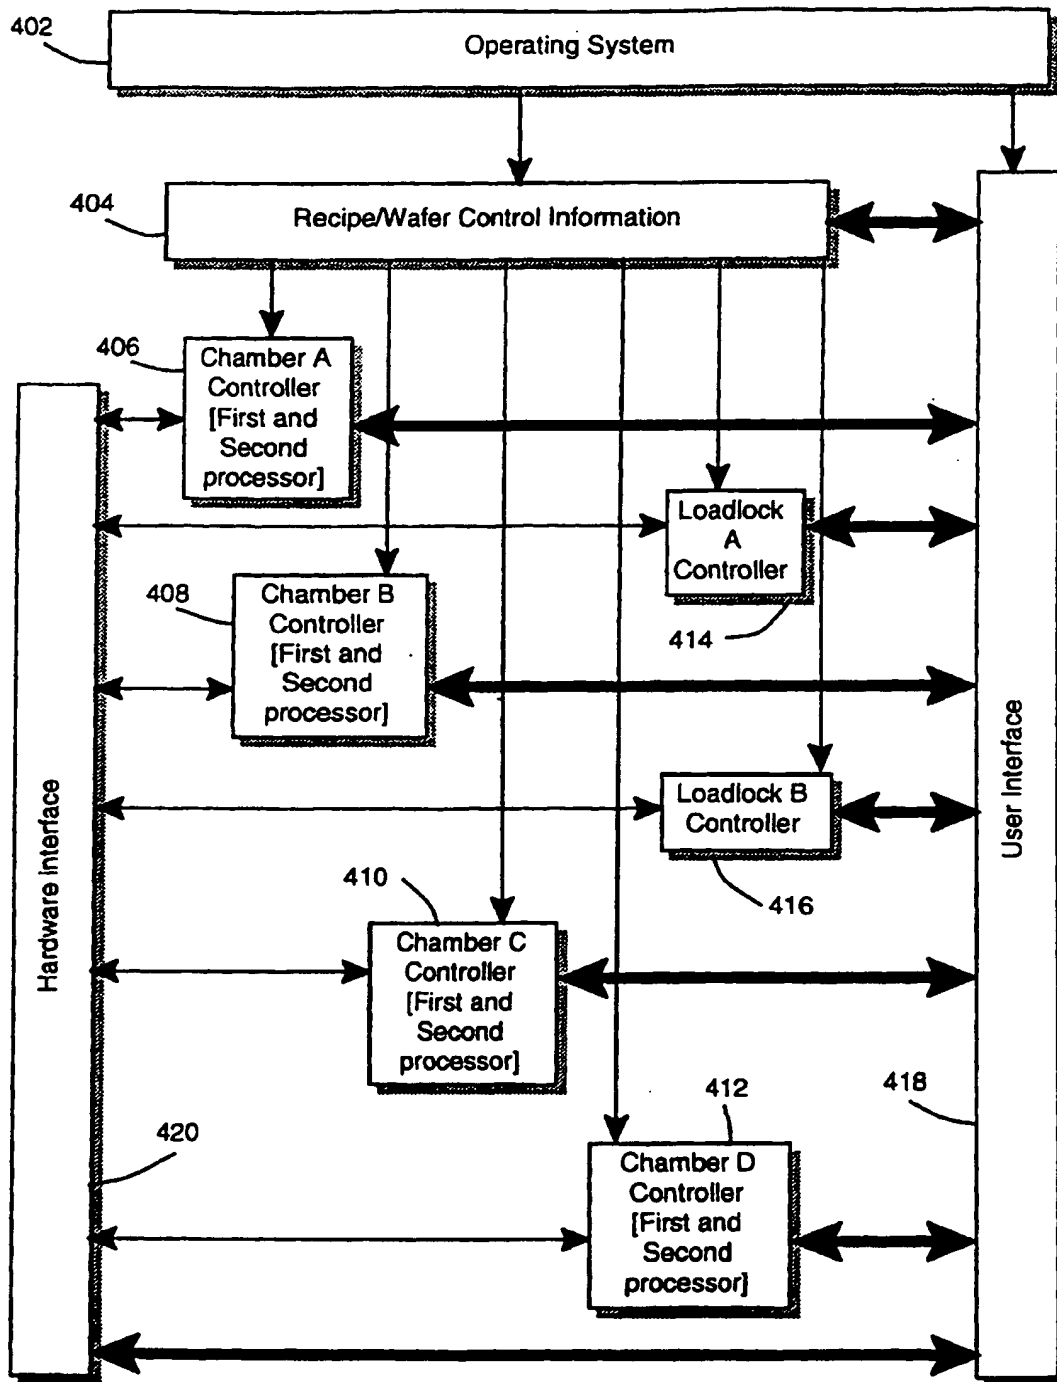 402
Operating System
404
Recipe/Wafer Control Information
406
Chamber A
Controller
[First and
Second
processor]
Loadlock
A
Controller
414
408
Chamber B
Controller
[First and
Second
processor]
Loadlock B
Controller
416
410
Chamber C
Controller
[First and
Second
processor]
412
Chamber D
Controller
[First and
Second
processor]
418
420
Hardware interface
User Interface